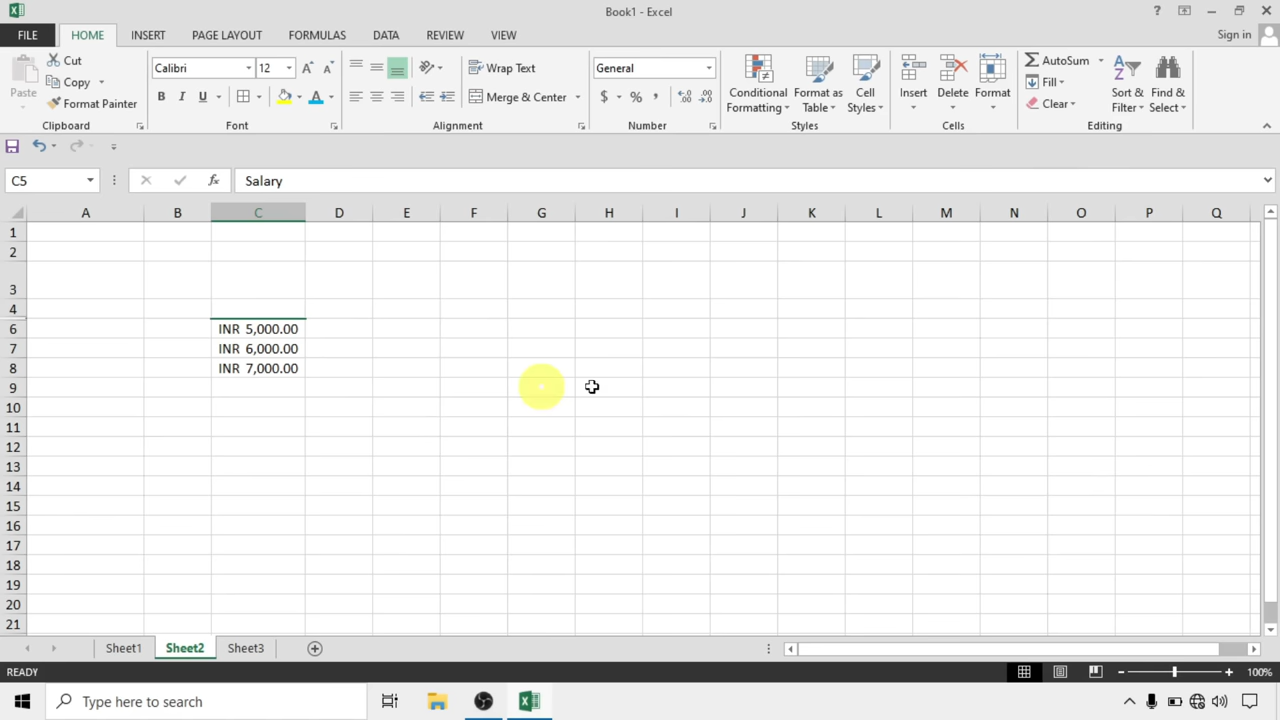 Book1 - Excel
?
FILE HOME INSERT PAGE LAYOUT FORMULAS DATA REVIEW VIEW Sign in
Cut
Copy
Format Painter
Paste
Clipboard
Calibri 12
B I U A
Font
Wrap Text
Merge & Center
Alignment
General
$ % ,
Number
Conditional Formatting
Format as Table
Cell Styles
Styles
Insert
Delete
Format
Cells
AutoSum
Fill
Clear
Sort & Filter
Find & Select
Editing
C5 fx Salary
A B C D E F G H I J K L M N O P Q
1
2
3
4
6 INR 5,000.00
7 INR 6,000.00
8 INR 7,000.00
9
10
11
12
13
14
15
16
17
18
19
20
21
Sheet1 Sheet2 Sheet3
READY 100%
Type here to search